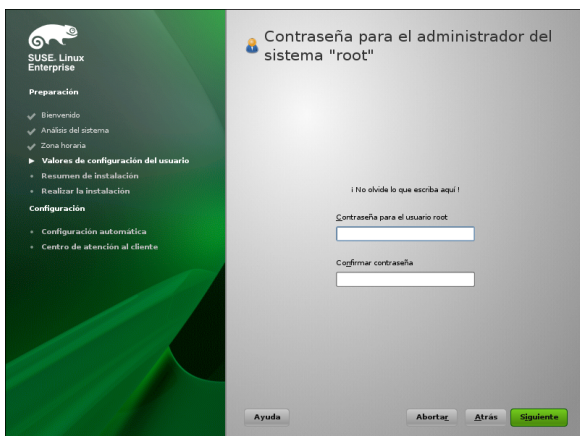 SUSE. Linux
Enterprise
Preparación
Bienvenido
Análisis del sistema
Zona horaria
Valores de configuración del usuario
Resumen de instalación
Realizar la instalación
Configuración
Configuración automática
Centro de atención al cliente
Contraseña para el administrador del
sistema "root"
¡ No olvide lo que escriba aquí !
Contraseña para el usuario root
Confirmar contraseña
Ayuda
Abortar
Atrás
Siguiente